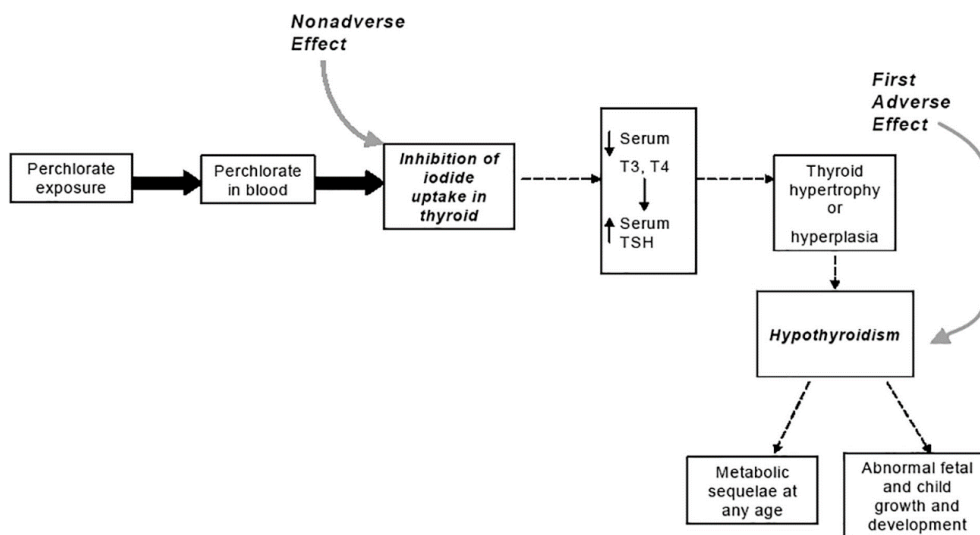 Nonadverse
Effect
First
Adverse
Effect
Perchlorate
exposure
Perchlorate
in blood
Inhibition of
iodide
uptake in
thyroid
Serum
T3, T4
Serum
TSH
Thyroid
hypertrophy
or
hyperplasia
Hypothyroidism
Metabolic
sequelae at
any age
Abnormal fetal
and child
growth and
development